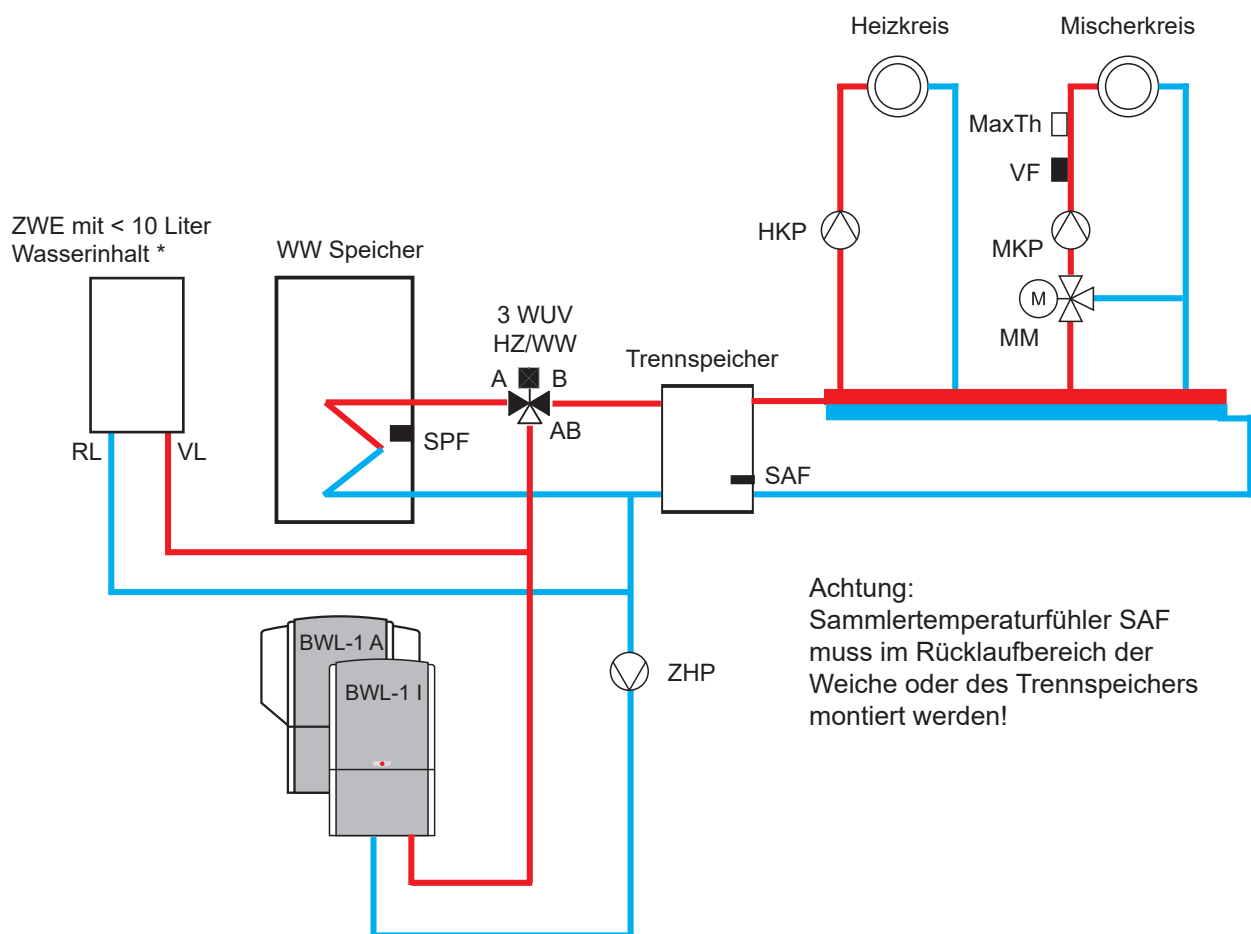 Heizkreis
Mischerkreis
MaxTh
VF
HKP
MKP
M
MM
ZWE mit < 10 Liter
Wasserinhalt *
WW Speicher
3 WUV
HZ/WW
A
B
AB
Trennspeicher
RL
VL
SPF
SAF
BWL-1 A
BWL-1 I
ZHP
Achtung:
Sammlertemperaturfühler SAF
muss im Rücklaufbereich der
Weiche oder des Trennspeichers
montiert werden!